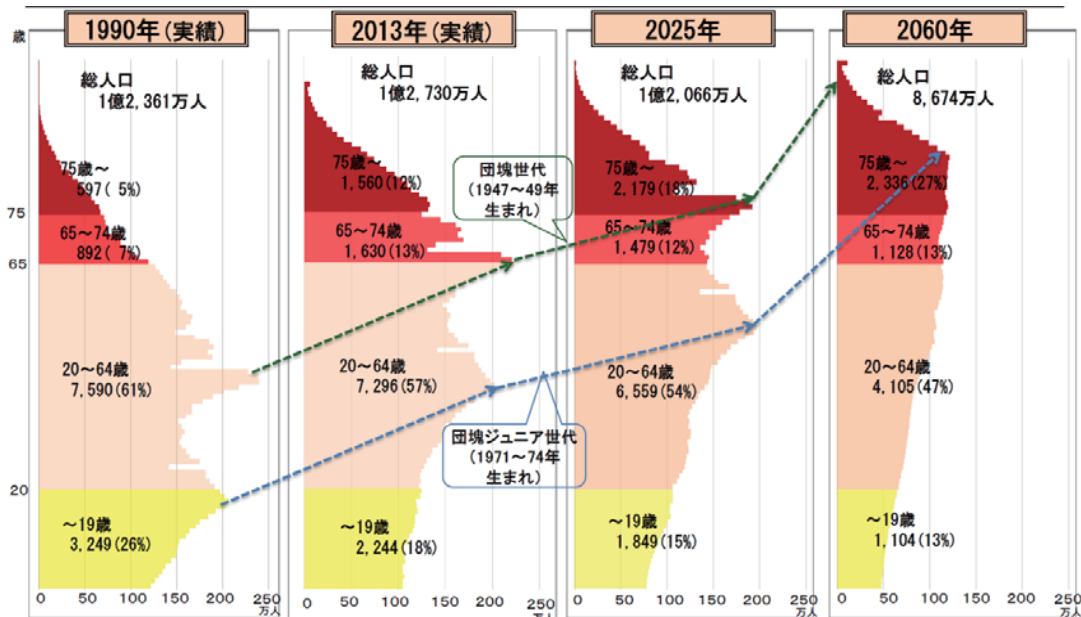 1990年(実績)
2013年(実績)
2025年
2060年
歳
総人口
1億2,361万人
75歳～
597( 5%)
75
65～74歳
892( 7%)
65
20～64歳
7,590(61%)
20
～19歳
3,249(26%)
0 50 100 150 200 250
万人
総人口
1億2,730万人
75歳～
1,560(12%)
65～74歳
1,630(13%)
20～64歳
7,296(57%)
～19歳
2,244(18%)
0 50 100 150 200 250
万人
団塊世代
(1947～49年
生まれ)
団塊ジュニア世代
(1971～74年
生まれ)
総人口
1億2,066万人
75歳～
2,179(18%)
65～74歳
1,479(12%)
20～64歳
6,559(54%)
～19歳
1,849(15%)
0 50 100 150 200 250
万人
総人口
8,674万人
75歳～
2,336(27%)
65～74歳
1,128(13%)
20～64歳
4,105(47%)
～19歳
1,104(13%)
0 50 100 150 200 250
万人